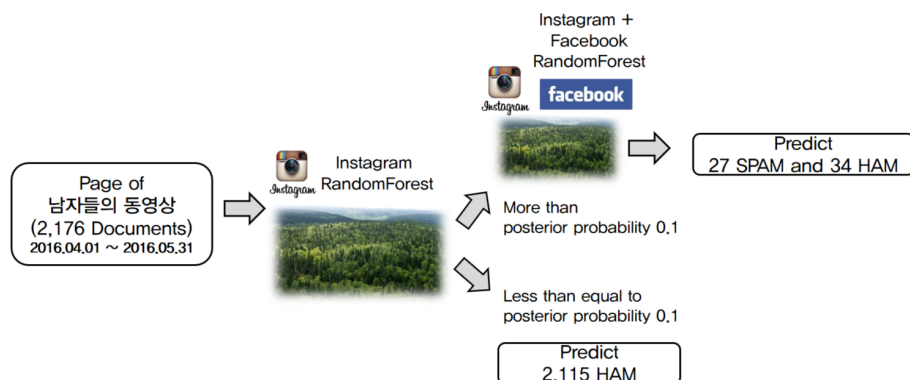 Page of
남자들의 동영상
(2,176 Documents)
2016.04.01 ~ 2016.05.31
Instagram
Instagram
RandomForest
Instagram +
Facebook
RandomForest
Instagram
facebook
More than
posterior probability 0.1
Predict
27 SPAM and 34 HAM
Less than equal to
posterior probability 0.1
Predict
2,115 HAM